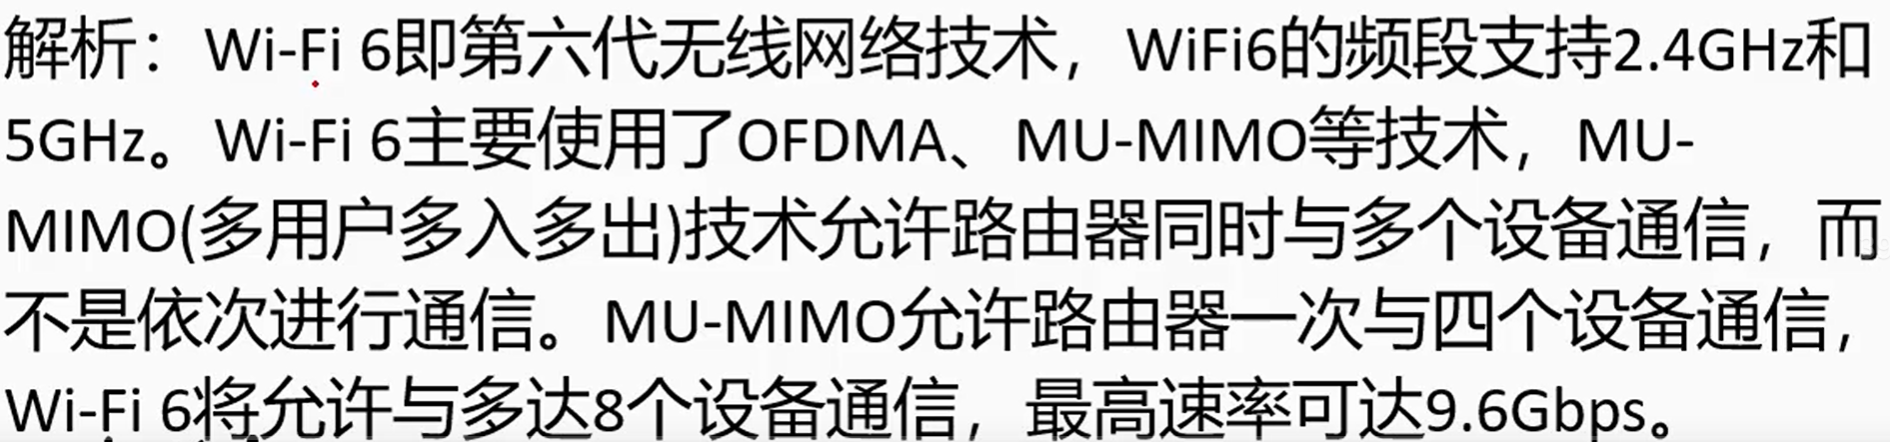 解析：Wi-Fi 6即第六代无线网络技术，WiFi6的频段支持2.4GHz和
5GHz。Wi-Fi 6主要使用了OFDMA、MU-MIMO等技术，MU-
MIMO(多用户多入多出)技术允许路由器同时与多个设备通信，而
不是依次进行通信。MU-MIMO允许路由器一次与四个设备通信，
Wi-Fi 6将允许与多达8个设备通信，最高速率可达9.6Gbps。